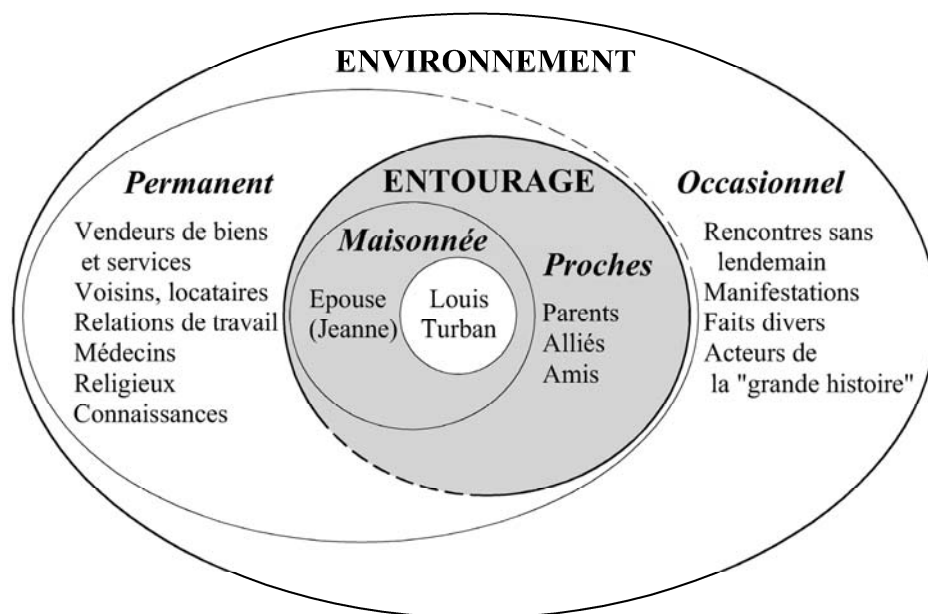 ENVIRONNEMENT
Permanent
Vendeurs de biens
et services
Voisins, locataires
Relations de travail
Médecins
Religieux
Connaissances
ENTOURAGE
Maisonnée
Epouse
(Jeanne)
Louis
Turban
Proches
Parents
Alliés
Amis
Occasionnel
Rencontres sans
lendemain
Manifestations
Faits divers
Acteurs de
la "grande histoire"